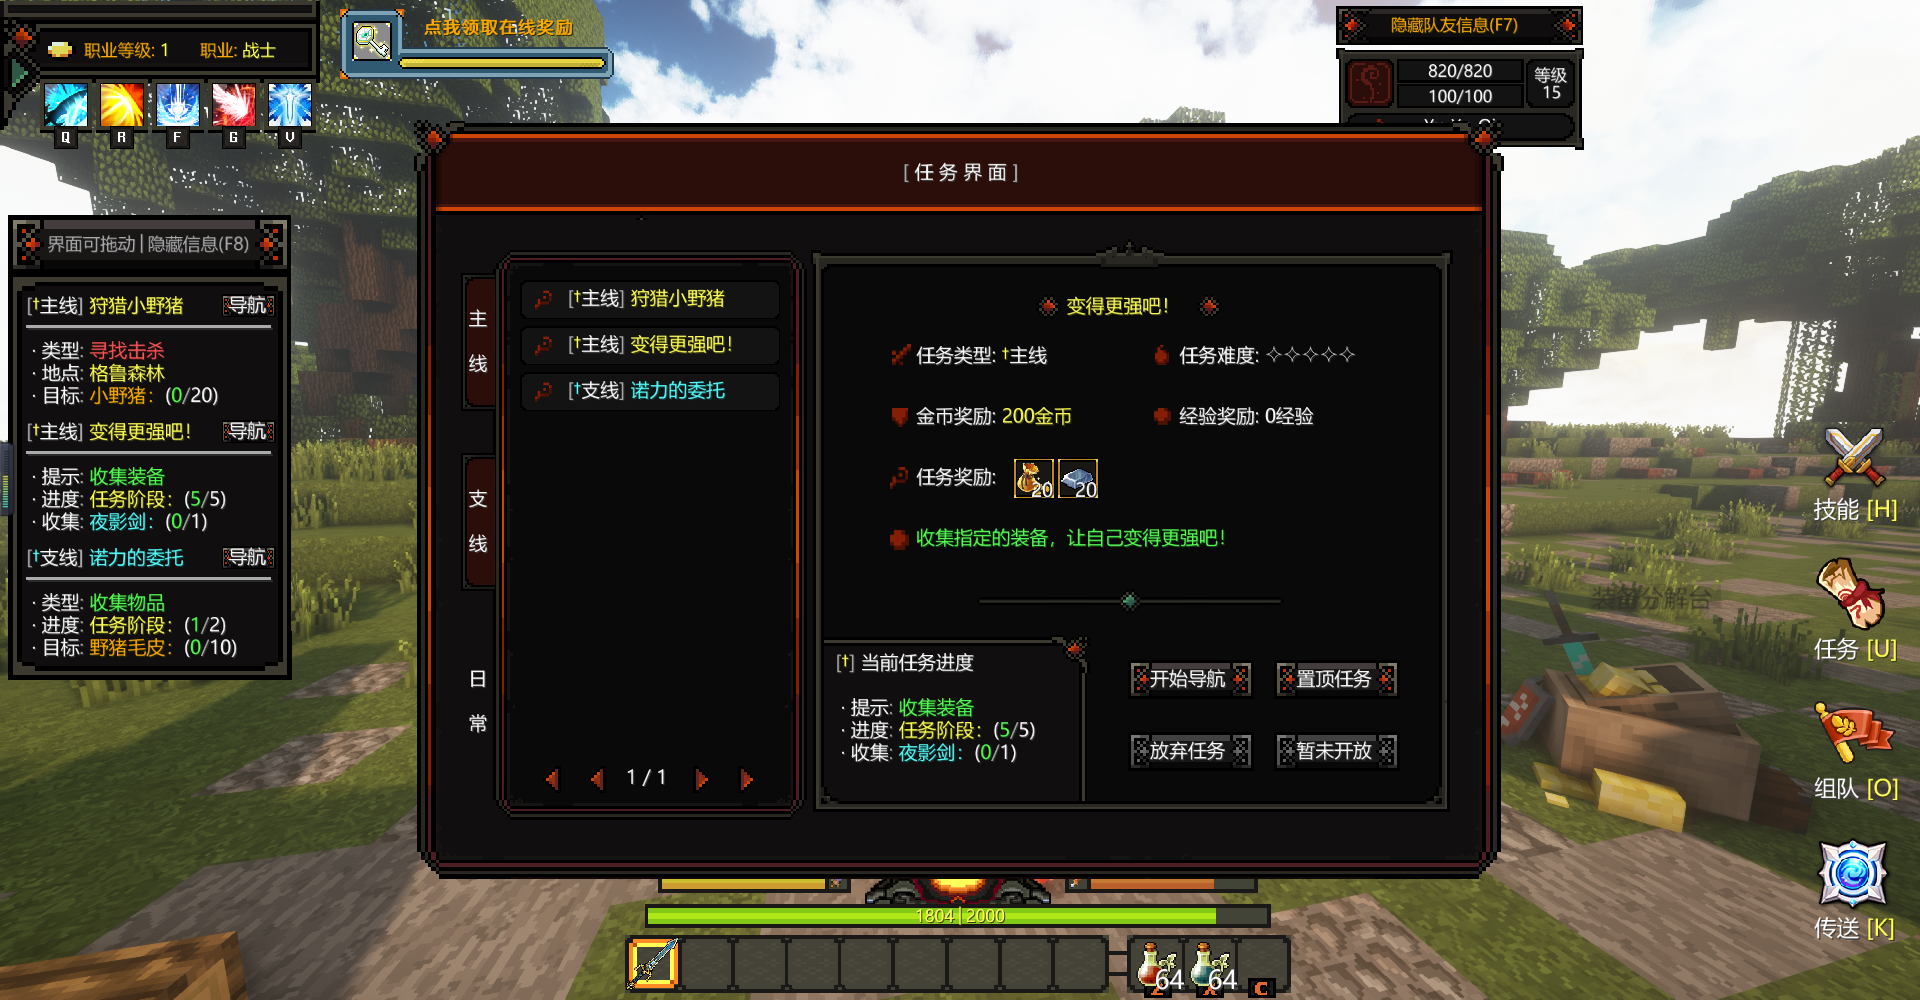 职业等级: 1
职业: 战士
Q
R
F
G
V
点我领取在线奖励
隐藏队友信息(F7)
820/820
100/100
等级
15
界面可拖动|隐藏信息(F8)
[†主线] 狩猎小野猪
导航
· 类型: 寻找击杀
· 地点: 格鲁森林
· 目标: 小野猪: (0/20)
[†主线] 变得更强吧!
导航
· 提示: 收集装备
· 进度: 任务阶段: (5/5)
· 收集: 夜影剑: (0/1)
[†支线] 诺力的委托
导航
· 类型: 收集物品
· 进度: 任务阶段: (1/2)
· 目标: 野猪毛皮: (0/10)
[任务界面]
主线
支线
日常
[†主线] 狩猎小野猪
[†主线] 变得更强吧!
[†支线] 诺力的委托
1/1
变得更强吧!
任务类型: †主线
任务难度: ✧✧✧✧✧
金币奖励: 200金币
经验奖励: 0经验
任务奖励:
20
20
收集指定的装备, 让自己变得更强吧!
[†] 当前任务进度
· 提示: 收集装备
· 进度: 任务阶段: (5/5)
· 收集: 夜影剑: (0/1)
开始导航
置顶任务
放弃任务
暂未开放
装备分解台
技能 [H]
任务 [U]
组队 [O]
传送 [K]
1804|2000
64
64
Z
X
C